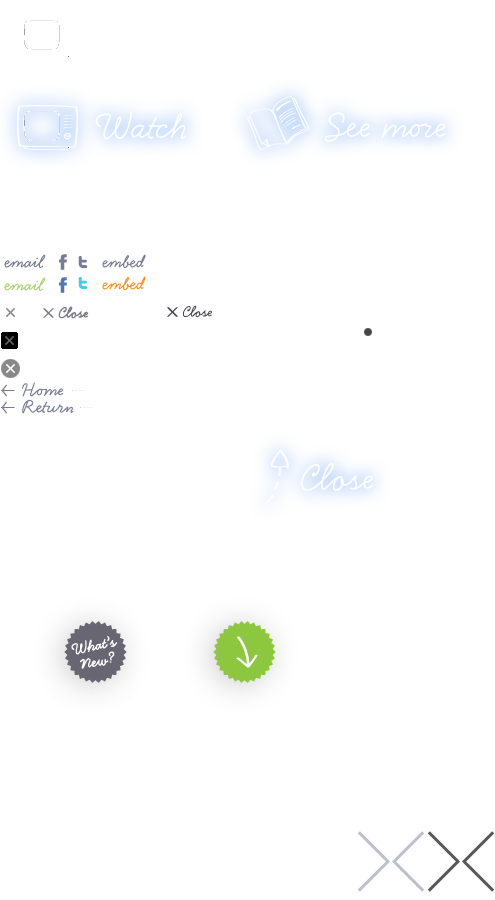 Watch
See more
email f t embed
email f t embed
Close Close
Home
Return
Close
What's
New?